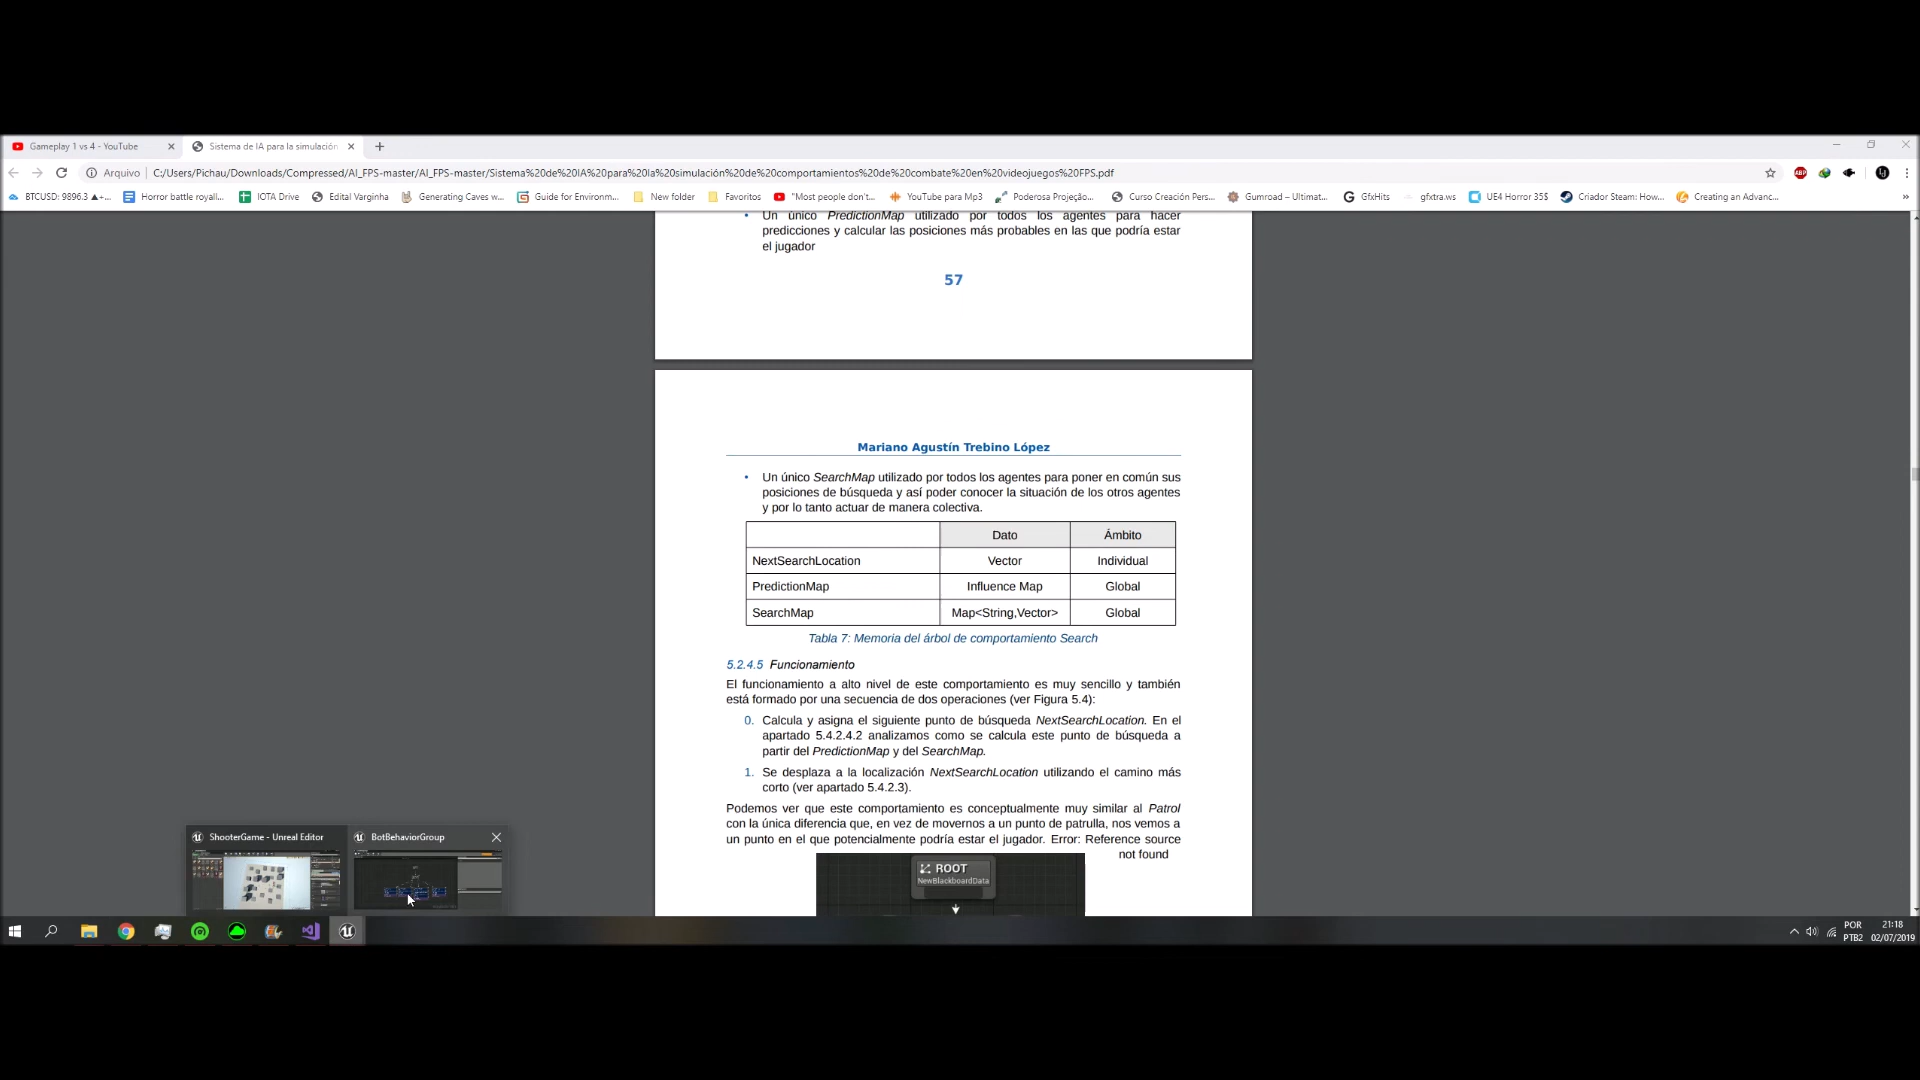 Gameplay 1 vs 4 - YouTube
Sistema de IA para la simulación
Arquivo
C:/Users/Pichau/Downloads/Compressed/AI_FPS-master/AI_FPS-master/Sistema%20de%20IA%20para%20la%20simulación%20de%20comportamientos%20de%20combate%20en%20videojuegos%20FPS.pdf
ABP
BTCUSD: 9896.3 ▲+...
Horror battle royall...
IOTA Drive
Edital Varginha
Generating Caves w...
Guide for Environm...
New folder
Favoritos
"Most people don't...
YouTube para Mp3
Poderosa Projeção...
Curso Creación Pers...
Gumroad – Ultimat...
GfxHits
gfxtra.ws
UE4 Horror 35$
Criador Steam: How...
Creating an Advanc...
»
• Un único PredictionMap utilizado por todos los agentes para hacer
predicciones y calcular las posiciones más probables en las que podría estar
el jugador
57
Mariano Agustín Trebino López
• Un único SearchMap utilizado por todos los agentes para poner en común sus
posiciones de búsqueda y así poder conocer la situación de los otros agentes
y por lo tanto actuar de manera colectiva.
Dato Ámbito
NextSearchLocation Vector Individual
PredictionMap Influence Map Global
SearchMap Map<String,Vector> Global
Tabla 7: Memoria del árbol de comportamiento Search
5.2.4.5 Funcionamiento
El funcionamiento a alto nivel de este comportamiento es muy sencillo y también
está formado por una secuencia de dos operaciones (ver Figura 5.4):
0. Calcula y asigna el siguiente punto de búsqueda NextSearchLocation. En el
apartado 5.4.2.4.2 analizamos como se calcula este punto de búsqueda a
partir del PredictionMap y del SearchMap.
1. Se desplaza a la localización NextSearchLocation utilizando el camino más
corto (ver apartado 5.4.2.3).
Podemos ver que este comportamiento es conceptualmente muy similar al Patrol
con la única diferencia que, en vez de movernos a un punto de patrulla, nos vemos a
un punto en el que potencialmente podría estar el jugador. Error: Reference source
not found
ROOT
NewBlackboardData
ShooterGame - Unreal Editor
BotBehaviorGroup
POR
PTB2
21:18
02/07/2019